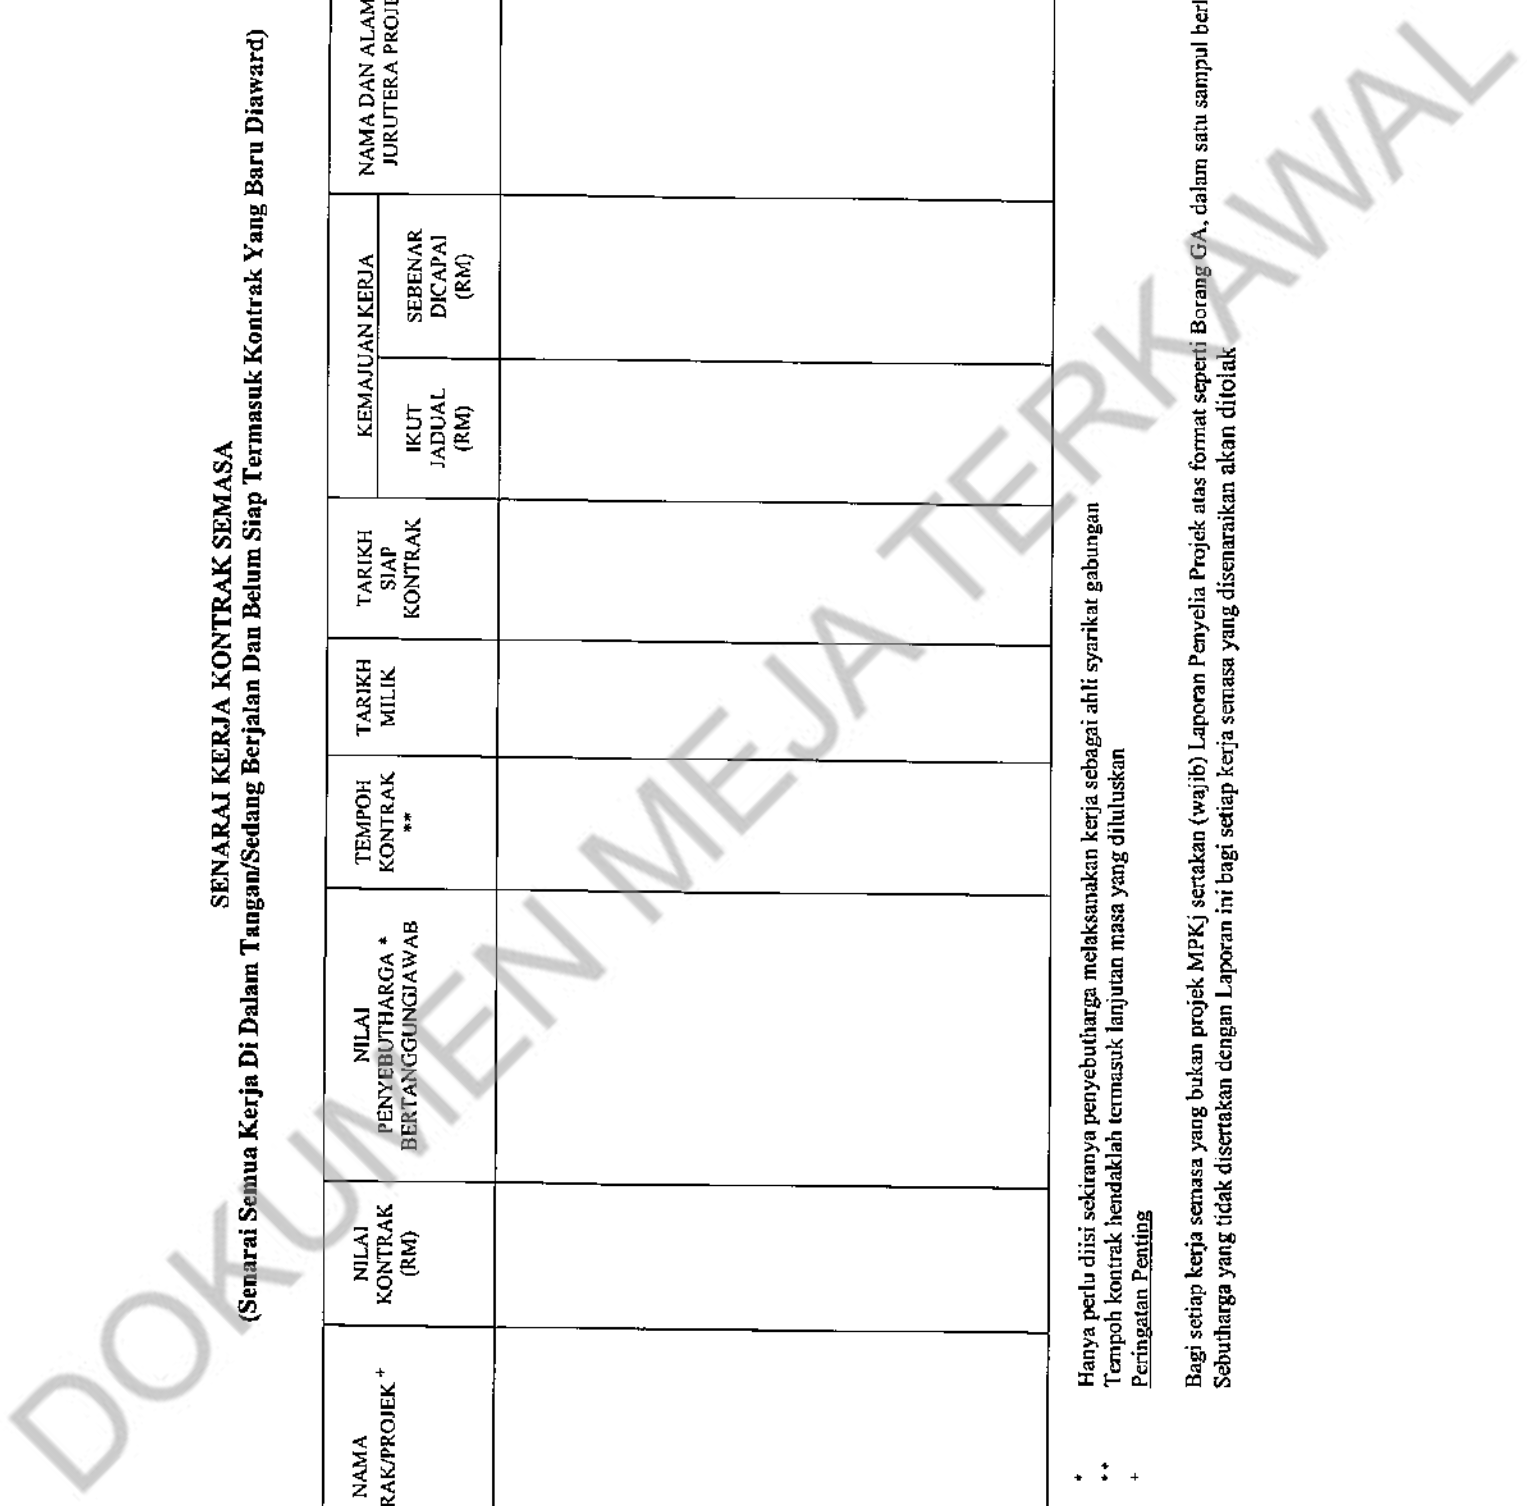 SENARAI KERJA KONTRAK SEMASA
(Senarai Semua Kerja Di Dalam Tangan/Sedang Berjalan Dan Belum Siap Termasuk Kontrak Yang Baru Diaward)
NAMA
RAK/PROJEK +
NILAI
KONTRAK
(RM)
NILAI
PENYEBUTHARGA *
BERTANGGUNGJAWAB
TEMPOH
KONTRAK
**
TARIKH
MILIK
TARIKH
SIAP
KONTRAK
KEMAJUAN KERJA
IKUT
JADUAL
(RM)
SEBENAR
DICAPAI
(RM)
NAMA DAN ALAM
JURUTERA PROJE
* Hanya perlu diisi sekiranya penyebutharga melaksanakan kerja sebagai ahli syarikat gabungan
** Tempoh kontrak hendaklah termasuk lanjutan masa yang diluluskan
+ Peringatan Penting
Bagi setiap kerja semasa yang bukan projek MPKj sertakan (wajib) Laporan Penyelia Projek atas format seperti Borang GA, dalam satu sampul berl
Sebutharga yang tidak disertakan dengan Laporan ini bagi setiap kerja semasa yang disenaraikan akan ditolak
DOKUMEN MEJA TERKAWAL